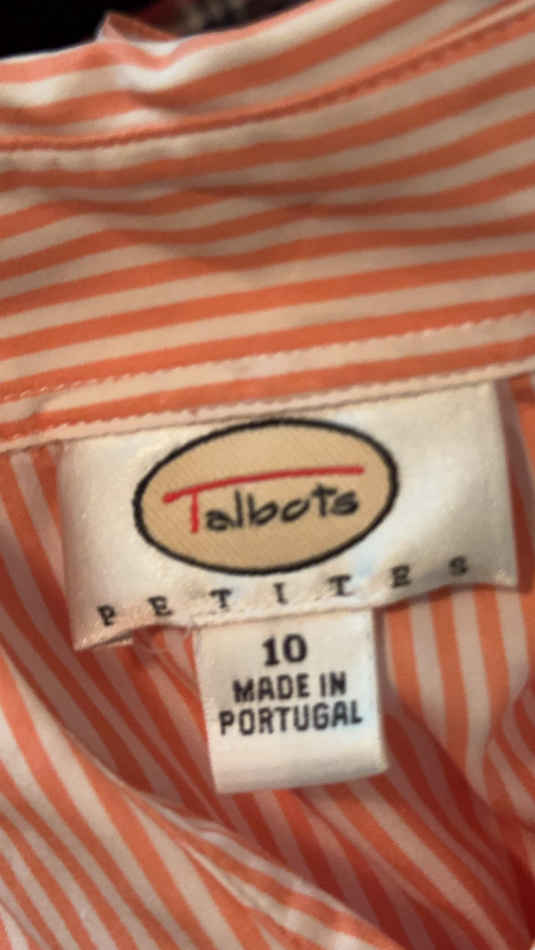 Talbots
PETITES
10
MADE IN
PORTUGAL